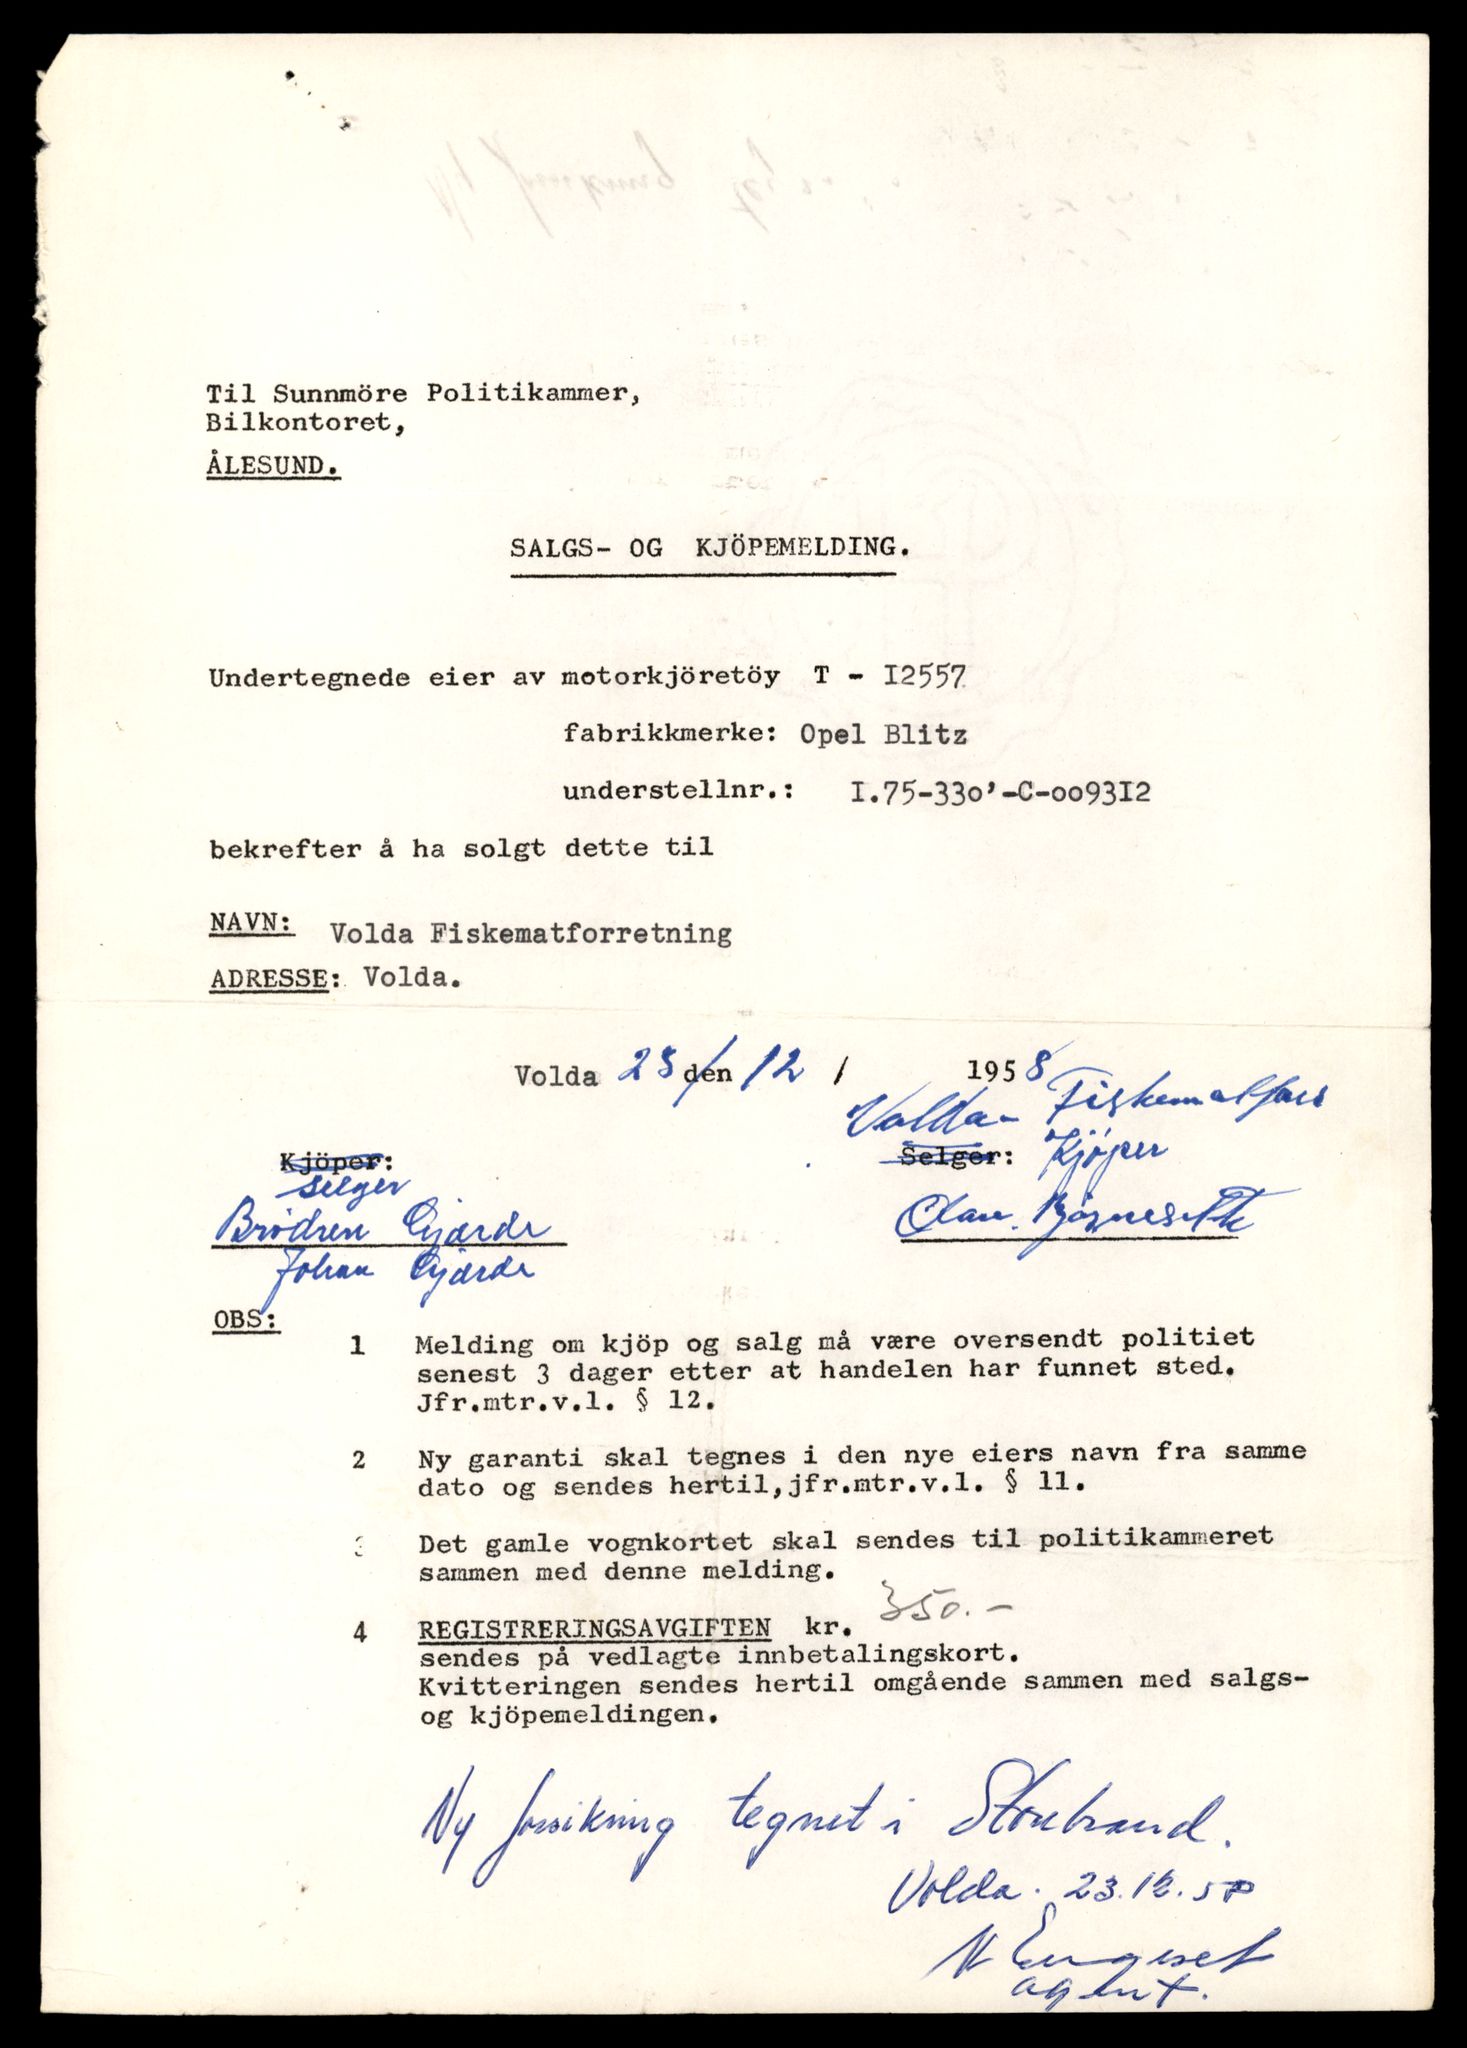 Til Sunnmöre Politikammer,
Bilkontoret,
ÅLESUND.
SALGS- OG KJÖPEMELDING.
Undertegnede eier av motorkjöretöy T - I2557
fabrikkmerke: Opel Blitz
understellnr.: I.75-33o'-C-oo93I2
bekrefter å ha solgt dette til
NAVN: Volda Fiskematforretning
ADRESSE: Volda.
Volda 23/ den 12 / 1958
Volda Fiskematforr
Kjöper: Selger: Kjøper
Selger
Brødren Gjærde Olav Bjørneseth
Johan Gjærde
OBS:
1 Melding om kjöp og salg må være oversendt politiet
senest 3 dager etter at handelen har funnet sted.
Jfr.mtr.v.l. § 12.
2 Ny garanti skal tegnes i den nye eiers navn fra samme
dato og sendes hertil,jfr.mtr.v.l. § 11.
3 Det gamle vognkortet skal sendes til politikammeret
sammen med denne melding.
4 REGISTRERINGSAVGIFTEN kr. 350.-
sendes på vedlagte innbetalingskort.
Kvitteringen sendes hertil omgående sammen med salgs-
og kjöpemeldingen.
Ny forsikring tegnet i Storebrand.
Volda. 23.12.58
Engeset
agent.